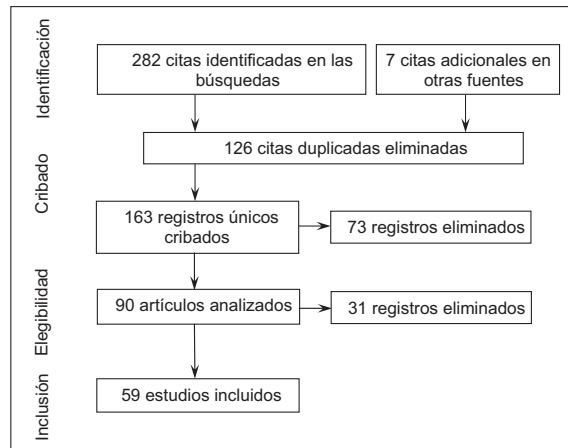 Identificación
282 citas identificadas en las
búsquedas
7 citas adicionales en
otras fuentes
126 citas duplicadas eliminadas
Cribado
163 registros únicos
cribados
73 registros eliminados
Elegibilidad
90 artículos analizados
31 registros eliminados
Inclusión
59 estudios incluidos